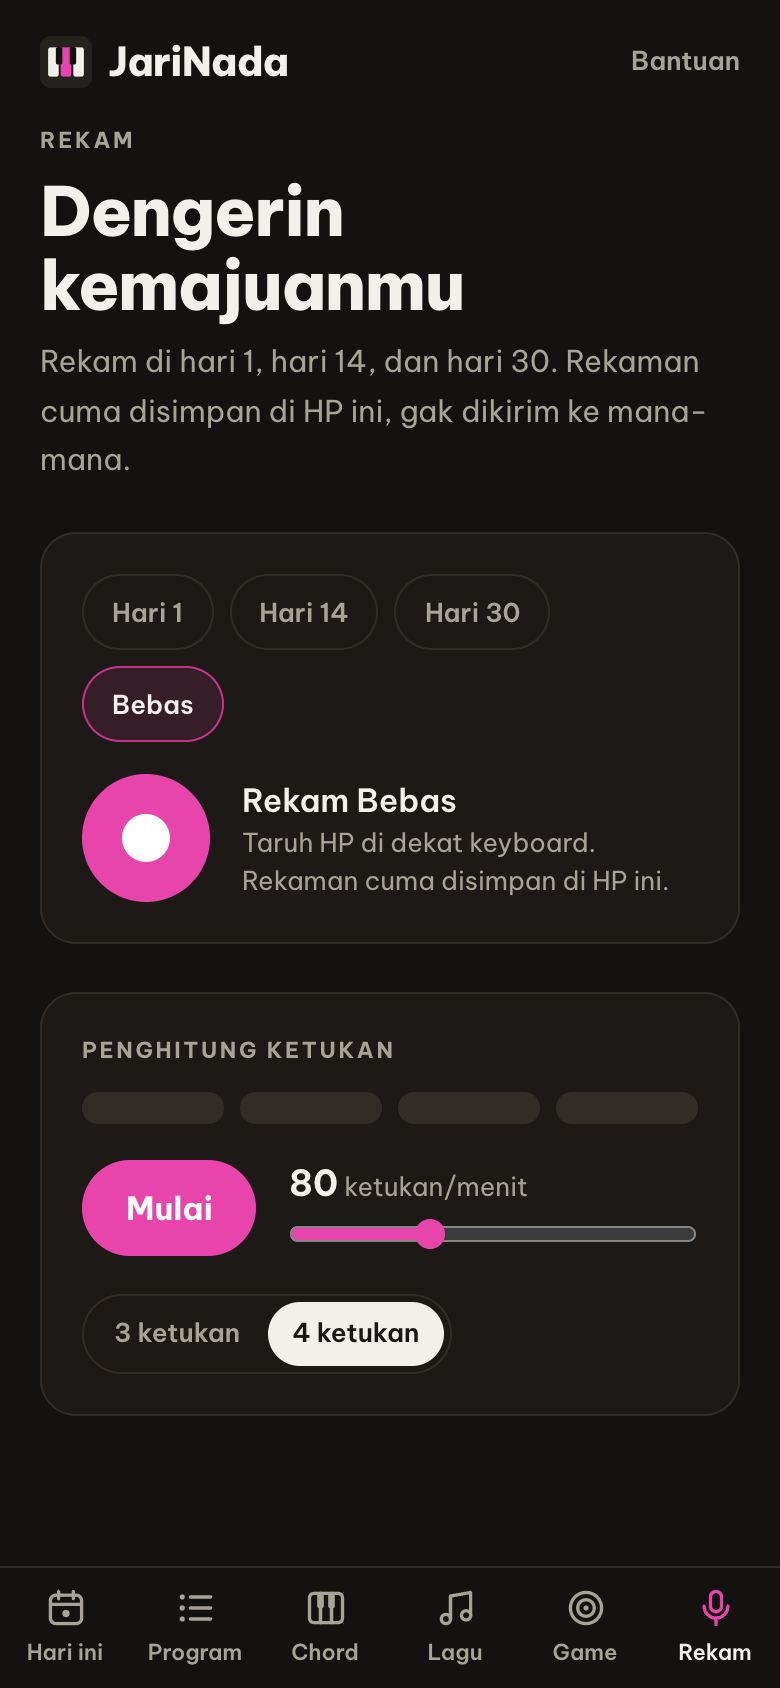 JariNada
Bantuan
REKAM
Dengerin
kemajuanmu
Rekam di hari 1, hari 14, dan hari 30. Rekaman
cuma disimpan di HP ini, gak dikirim ke mana-
mana.
Hari 1
Hari 14
Hari 30
Bebas
Rekam Bebas
Taruh HP di dekat keyboard.
Rekaman cuma disimpan di HP ini.
PENGHITUNG KETUKAN
Mulai
80 ketukan/menit
3 ketukan
4 ketukan
Hari ini
Program
Chord
Lagu
Game
Rekam